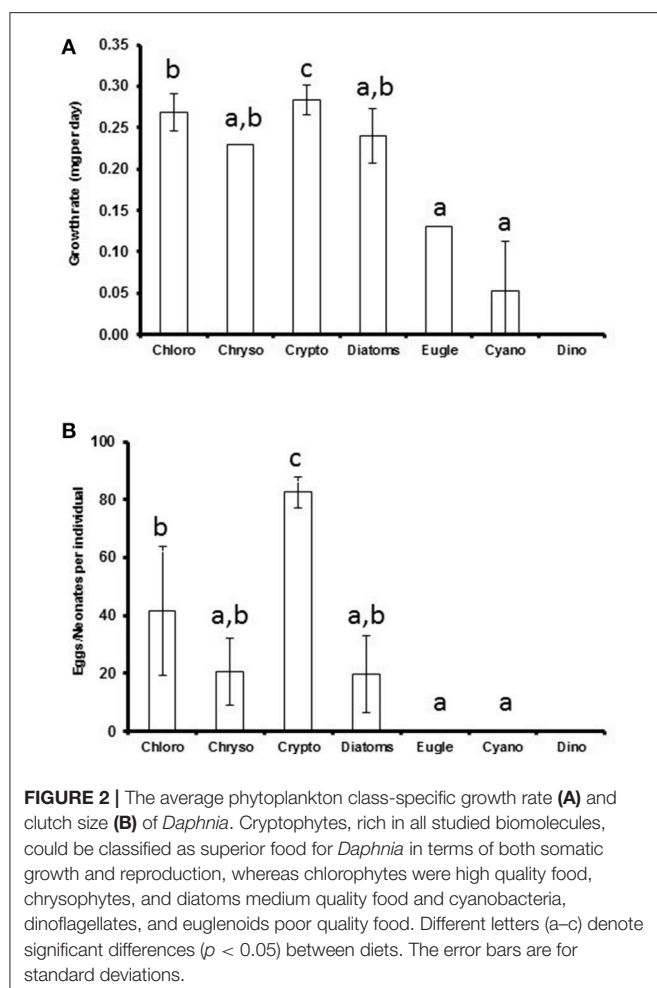 A
Growth rate (mg per day)
0.35
0.30
0.25
0.20
0.15
0.10
0.05
0.00
b
a,b
c
a,b
a
a
Chloro Chryso Crypto Diatoms Eugle Cyano Dino
B
Eggs/Neonates per individual
100
80
60
40
20
0
b
a,b
c
a,b
a
a
Chloro Chryso Crypto Diatoms Eugle Cyano Dino
FIGURE 2 | The average phytoplankton class-specific growth rate (A) and
clutch size (B) of Daphnia. Cryptophytes, rich in all studied biomolecules,
could be classified as superior food for Daphnia in terms of both somatic
growth and reproduction, whereas chlorophytes were high quality food,
chrysophytes, and diatoms medium quality food and cyanobacteria,
dinoflagellates, and euglenoids poor quality food. Different letters (a–c) denote
significant differences (p < 0.05) between diets. The error bars are for
standard deviations.